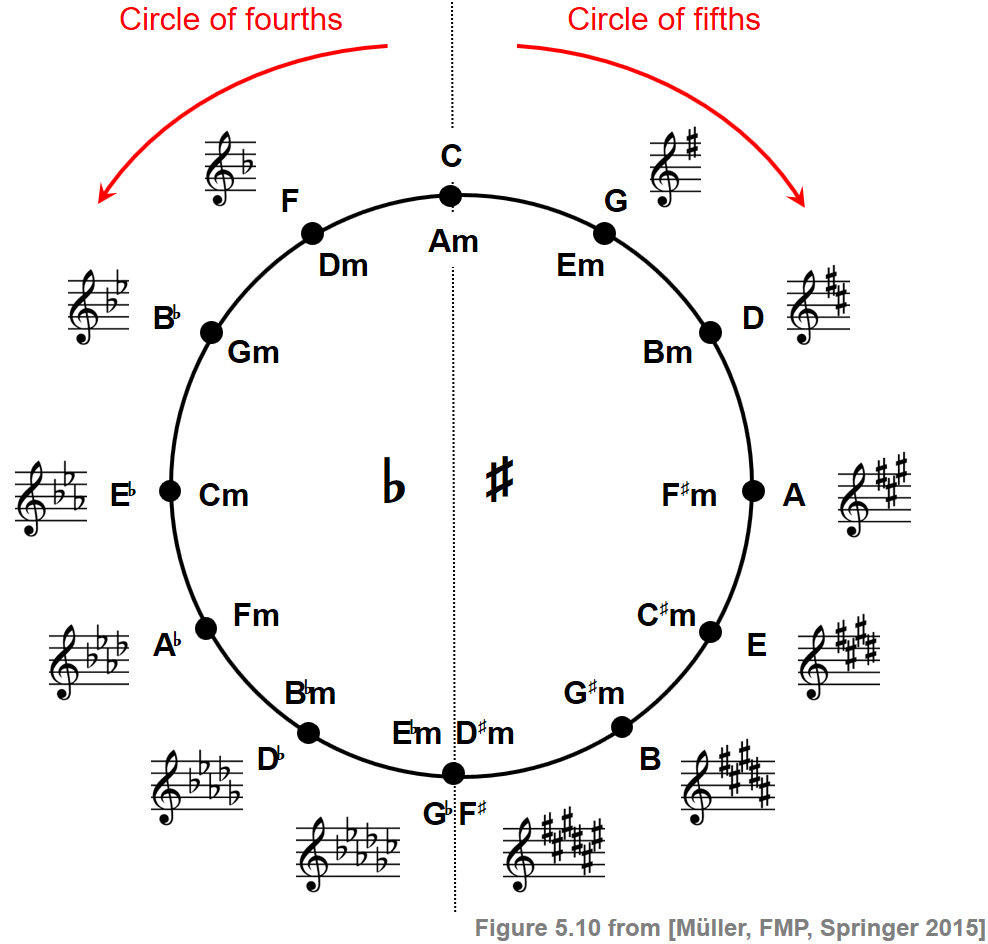 Circle of fourths
Circle of fifths
C
F
G
Am
Dm
Em
B♭
D
Gm
Bm
E♭
Cm
♭
♯
F♯m
A
Fm
C♯m
A♭
E
B♭m
G♯m
E♭m
D♯m
D♭
B
G♭
F♯
Figure 5.10 from [Müller, FMP, Springer 2015]